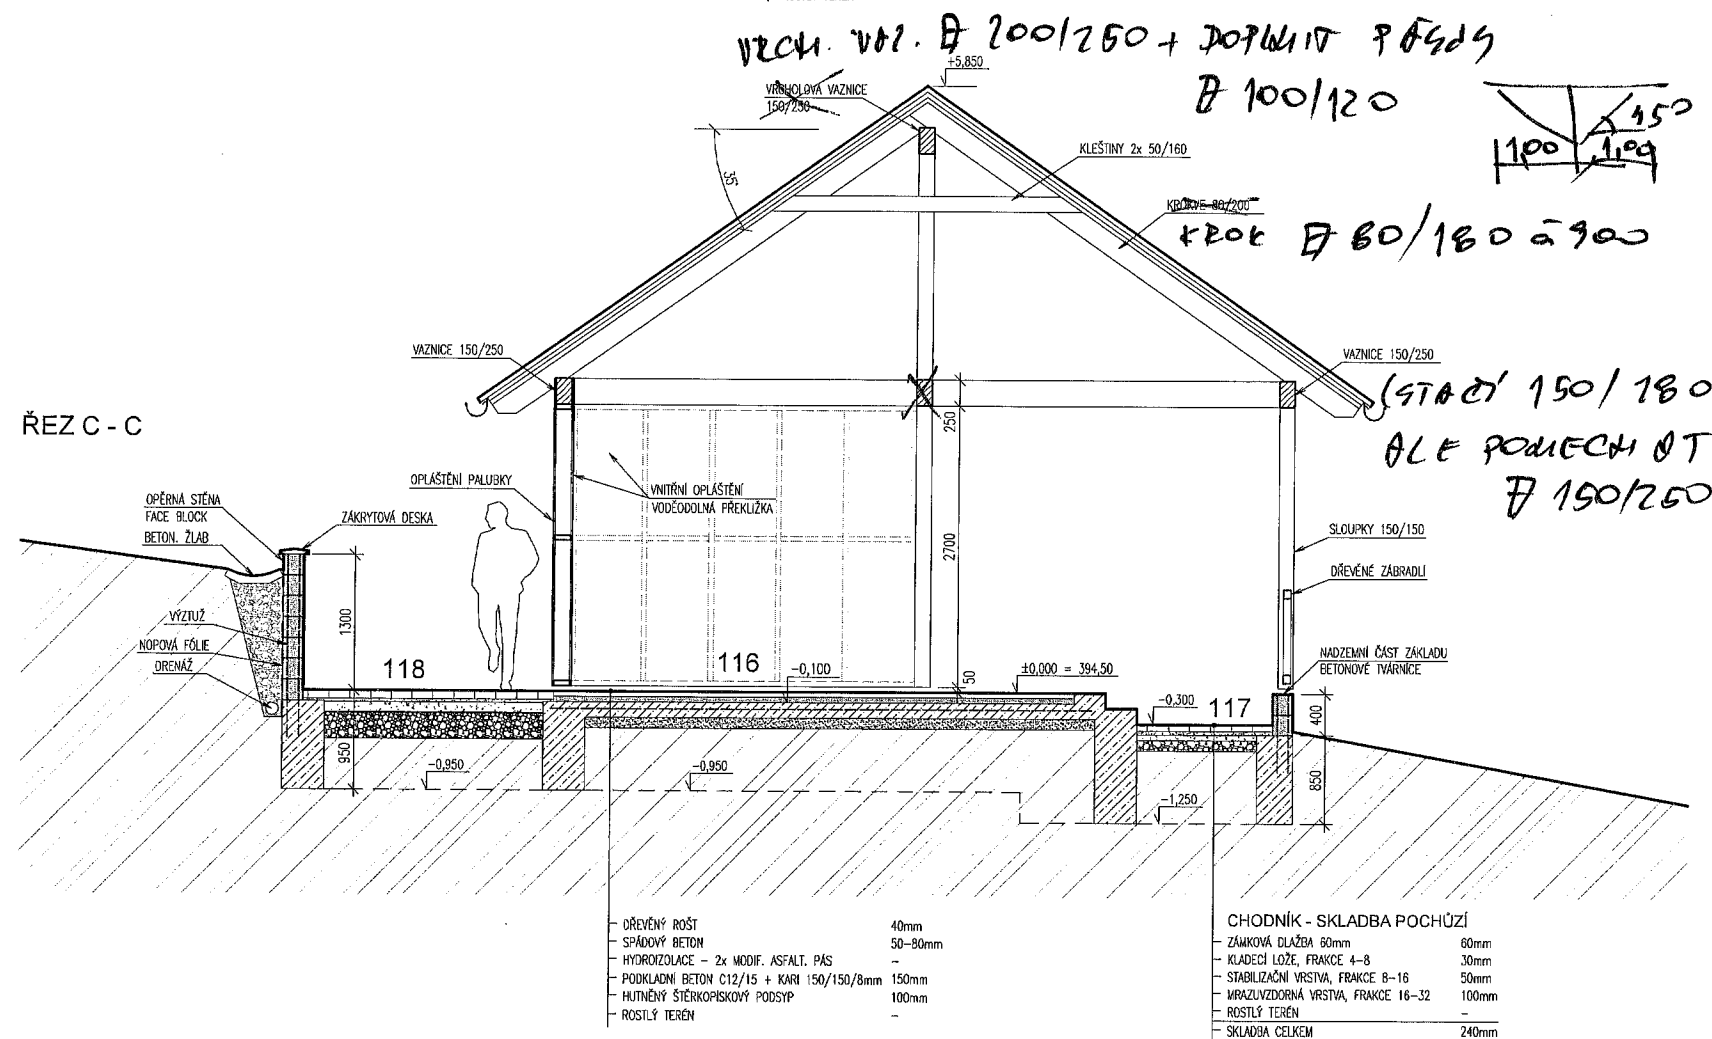 VRCH. VAZ. 200/260 + DOPLNIT PÁSKY
100/120
+5,850
VRCHOLOVÁ VAZNICE
150/250
450
1,00 1,00
KLEŠTINY 2x 50/160
35
KROKVE 80/200
KROK 80/180 á 900
VAZNICE 150/250
VAZNICE 150/250
(STAČÍ 150/180
ALE PONECHAT
150/250
ŘEZ C - C
250
OPLÁŠTĚNÍ PALUBKY
VNITŘNÍ OPLÁŠTĚNÍ
VODĚODOLNÁ PŘEKLIŽKA
OPĚRNÁ STĚNA
FACE BLOCK
BETON. ŽLAB
ZÁKRYTOVÁ DESKA
SLOUPKY 150/150
2700
DŘEVĚNÉ ZÁBRADLÍ
1300
VÝZTUŽ
NOPOVÁ FÓLIE
DRENÁŽ
118
116
-0,100
50
±0,000 = 394,50
NADZEMNÍ ČÁST ZÁKLADU
BETONOVÉ TVÁRNICE
-0,300
117
400
950
-0,950
-0,950
850
-1,250
DŘEVĚNÝ ROŠT 40mm
SPÁDOVÝ BETON 50-80mm
HYDROIZOLACE - 2x MODIF. ASFALT. PÁS -
PODKLADNÍ BETON C12/15 + KARI 150/150/8mm 150mm
HUTNĚNÝ ŠTĚRKOPÍSKOVÝ PODSYP 100mm
ROSTLÝ TERÉN -
CHODNÍK - SKLADBA POCHŮZÍ
ZÁMKOVÁ DLAŽBA 60mm 60mm
KLADECÍ LOŽE, FRAKCE 4-8 30mm
STABILIZAČNÍ VRSTVA, FRAKCE 8-16 50mm
MRAZUVZDORNÁ VRSTVA, FRAKCE 16-32 100mm
ROSTLÝ TERÉN -
SKLADBA CELKEM 240mm